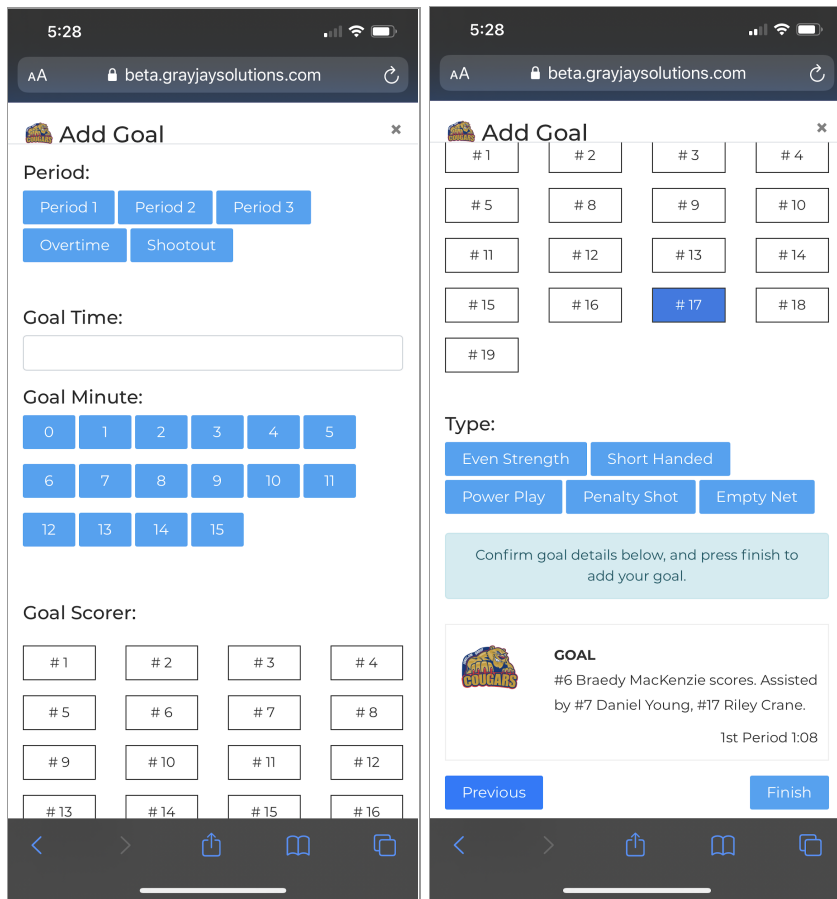 5:28
AA beta.grayjaysolutions.com
COUGARS Add Goal ×
Period:
Period 1 Period 2 Period 3
Overtime Shootout
Goal Time:
Goal Minute:
0 1 2 3 4 5
6 7 8 9 10 11
12 13 14 15
Goal Scorer:
# 1 # 2 # 3 # 4
# 5 # 6 # 7 # 8
# 9 # 10 # 11 # 12
# 13 # 14 # 15 # 16
5:28
AA beta.grayjaysolutions.com
COUGARS Add Goal ×
# 1 # 2 # 3 # 4
# 5 # 8 # 9 # 10
# 11 # 12 # 13 # 14
# 15 # 16 # 17 # 18
# 19
Type:
Even Strength Short Handed
Power Play Penalty Shot Empty Net
Confirm goal details below, and press finish to
add your goal.
COUGARS
GOAL
#6 Braedy MacKenzie scores. Assisted
by #7 Daniel Young, #17 Riley Crane.
1st Period 1:08
Previous Finish